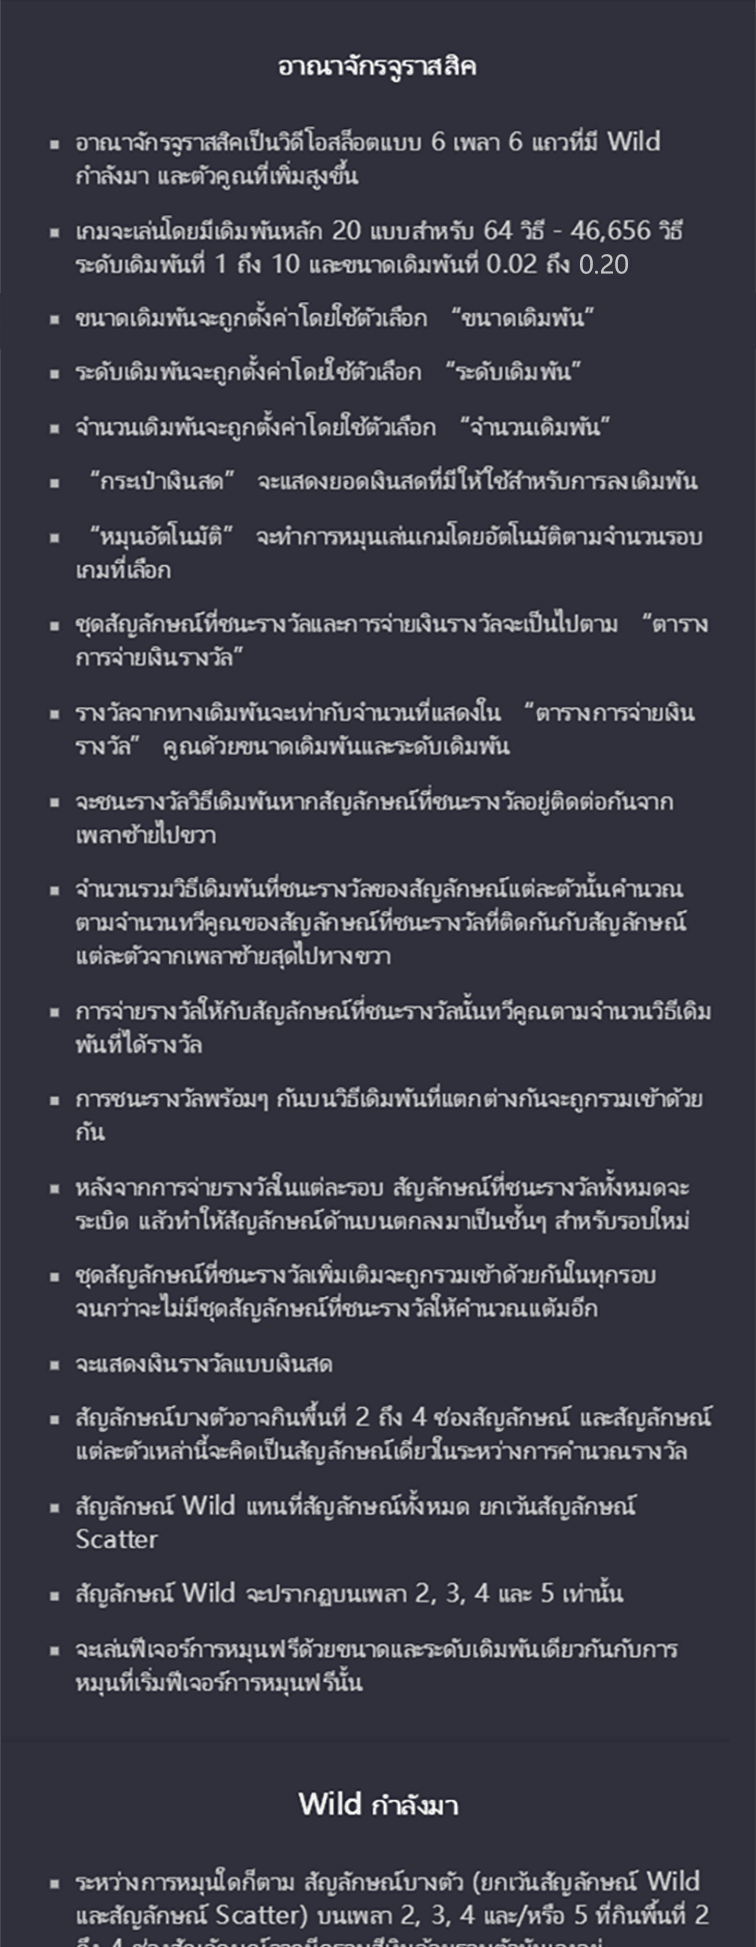 อาณาจักรจูราสสิค
▪ อาณาจักรจูราสสิคเป็นวิดีโอสล็อตแบบ 6 เพลา 6 แถวที่มี Wild
กำลังมา และตัวคูณที่เพิ่มสูงขึ้น
▪ เกมจะเล่นโดยมีเดิมพันหลัก 20 แบบสำหรับ 64 วิธี - 46,656 วิธี
ระดับเดิมพันที่ 1 ถึง 10 และขนาดเดิมพันที่ 0.02 ถึง 0.20
▪ ขนาดเดิมพันจะถูกตั้งค่าโดยใช้ตัวเลือก “ขนาดเดิมพัน”
▪ ระดับเดิมพันจะถูกตั้งค่าโดยใช้ตัวเลือก “ระดับเดิมพัน”
▪ จำนวนเดิมพันจะถูกตั้งค่าโดยใช้ตัวเลือก “จำนวนเดิมพัน”
▪ “กระเป๋าเงินสด” จะแสดงยอดเงินสดที่มีให้ใช้สำหรับการลงเดิมพัน
▪ “หมุนอัตโนมัติ” จะทำการหมุนเล่นเกมโดยอัตโนมัติตามจำนวนรอบ
เกมที่เลือก
▪ ชุดสัญลักษณ์ที่ชนะรางวัลและการจ่ายเงินรางวัลจะเป็นไปตาม “ตาราง
การจ่ายเงินรางวัล”
▪ รางวัลจากทางเดิมพันจะเท่ากับจำนวนที่แสดงใน “ตารางการจ่ายเงิน
รางวัล” คูณด้วยขนาดเดิมพันและระดับเดิมพัน
▪ จะชนะรางวัลวิธีเดิมพันหากสัญลักษณ์ที่ชนะรางวัลอยู่ติดต่อกันจาก
เพลาซ้ายไปขวา
▪ จำนวนรวมวิธีเดิมพันที่ชนะรางวัลของสัญลักษณ์แต่ละตัวนั้นคำนวณ
ตามจำนวนทวีคูณของสัญลักษณ์ที่ชนะรางวัลที่ติดกันกับสัญลักษณ์
แต่ละตัวจากเพลาซ้ายสุดไปทางขวา
▪ การจ่ายรางวัลให้กับสัญลักษณ์ที่ชนะรางวัลนั้นทวีคูณตามจำนวนวิธีเดิม
พันที่ได้รางวัล
▪ การชนะรางวัลพร้อมๆ กันบนวิธีเดิมพันที่แตกต่างกันจะถูกรวมเข้าด้วย
กัน
▪ หลังจากการจ่ายรางวัลในแต่ละรอบ สัญลักษณ์ที่ชนะรางวัลทั้งหมดจะ
ระเบิด แล้วทำให้สัญลักษณ์ด้านบนตกลงมาเป็นชั้นๆ สำหรับรอบใหม่
▪ ชุดสัญลักษณ์ที่ชนะรางวัลเพิ่มเติมจะถูกรวมเข้าด้วยกันในทุกรอบ
จนกว่าจะไม่มีชุดสัญลักษณ์ที่ชนะรางวัลให้คำนวณแต้มอีก
▪ จะแสดงเงินรางวัลแบบเงินสด
▪ สัญลักษณ์บางตัวอาจกินพื้นที่ 2 ถึง 4 ช่องสัญลักษณ์ และสัญลักษณ์
แต่ละตัวเหล่านี้จะคิดเป็นสัญลักษณ์เดี่ยวในระหว่างการคำนวณรางวัล
▪ สัญลักษณ์ Wild แทนที่สัญลักษณ์ทั้งหมด ยกเว้นสัญลักษณ์
Scatter
▪ สัญลักษณ์ Wild จะปรากฏบนเพลา 2, 3, 4 และ 5 เท่านั้น
▪ จะเล่นฟีเจอร์การหมุนฟรีด้วยขนาดและระดับเดิมพันเดียวกันกับการ
หมุนที่เริ่มฟีเจอร์การหมุนฟรีนั้น
Wild กำลังมา
▪ ระหว่างการหมุนใดก็ตาม สัญลักษณ์บางตัว (ยกเว้นสัญลักษณ์ Wild
และสัญลักษณ์ Scatter) บนเพลา 2, 3, 4 และ/หรือ 5 ที่กินพื้นที่ 2